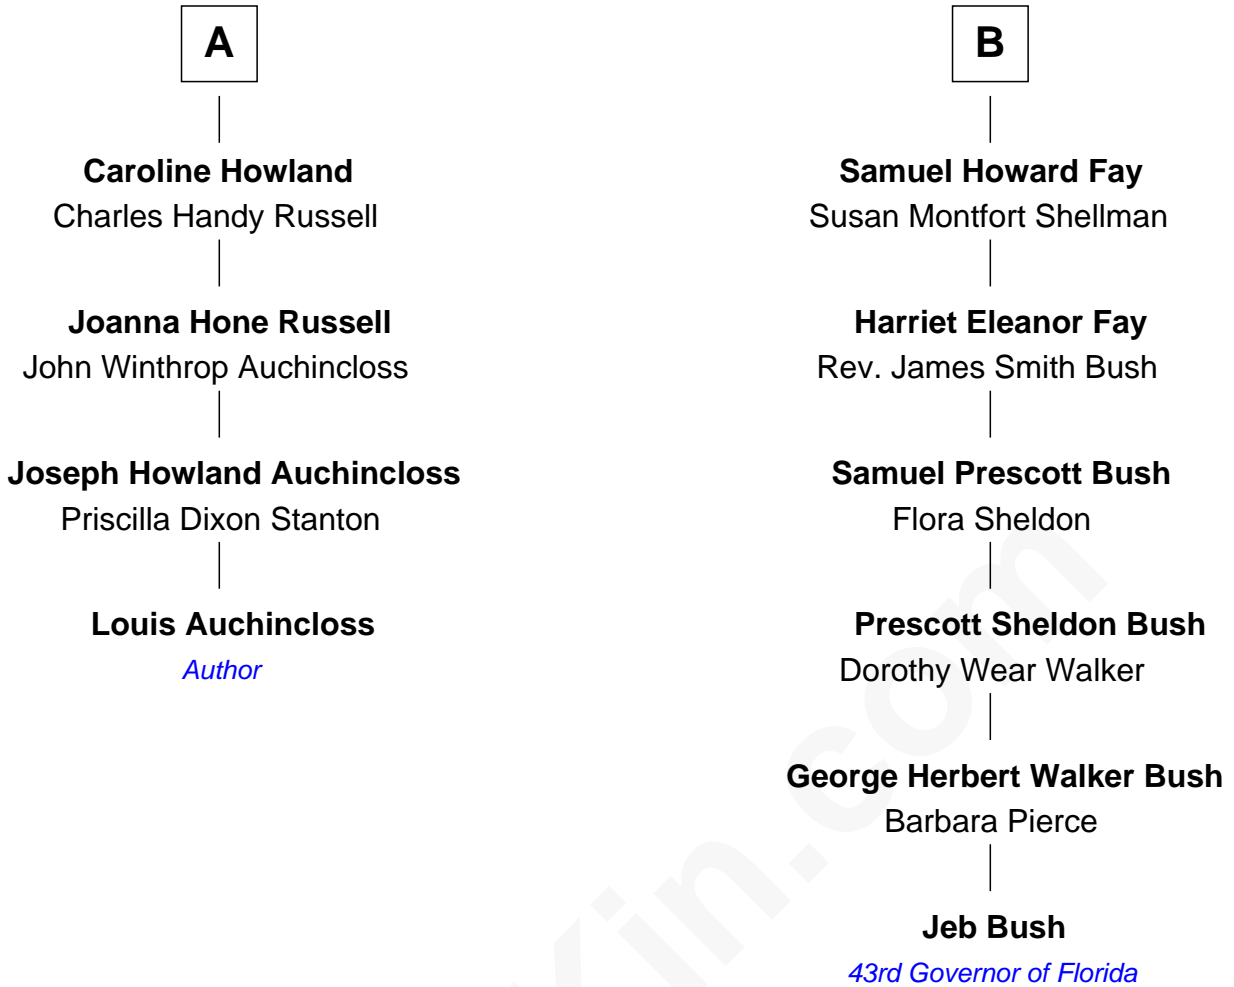 A
Caroline Howland
Charles Handy Russell
Joanna Hone Russell
John Winthrop Auchincloss
Joseph Howland Auchincloss
Priscilla Dixon Stanton
Louis Auchincloss
Author
B
Samuel Howard Fay
Susan Montfort Shellman
Harriet Eleanor Fay
Rev. James Smith Bush
Samuel Prescott Bush
Flora Sheldon
Prescott Sheldon Bush
Dorothy Wear Walker
George Herbert Walker Bush
Barbara Pierce
Jeb Bush
43rd Governor of Florida
Kin.com